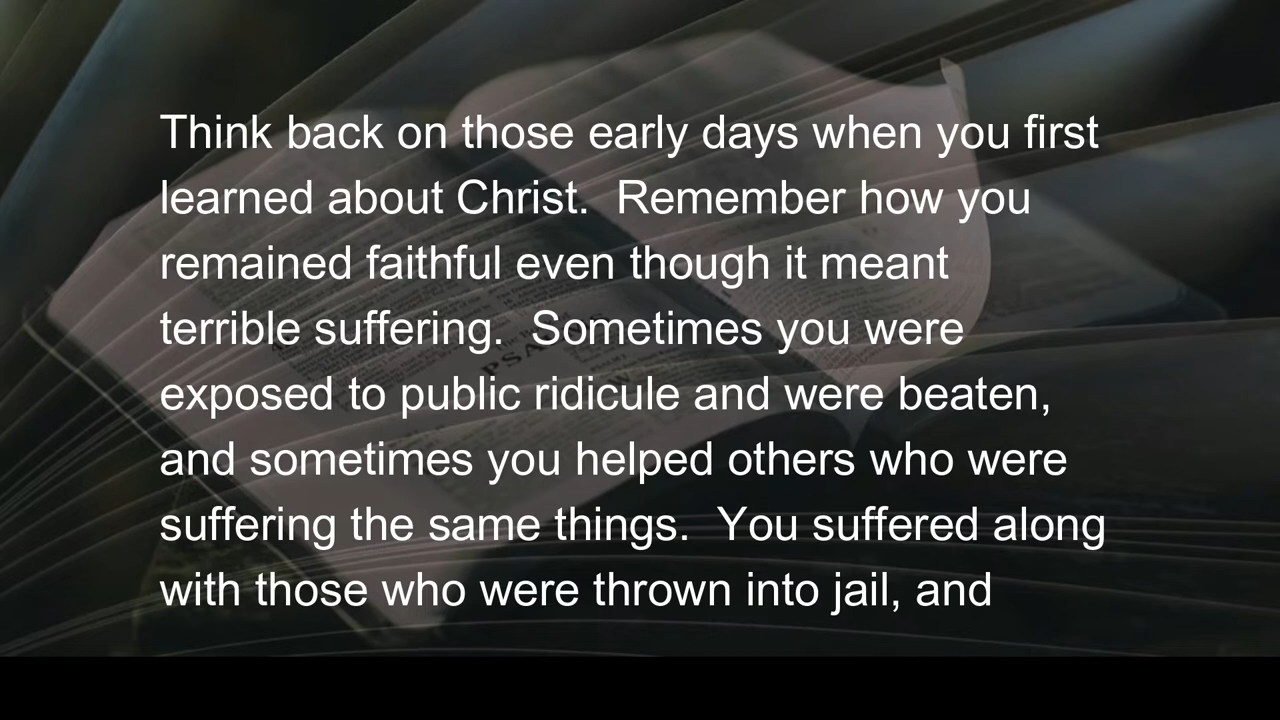 Think back on those early days when you first
learned about Christ.  Remember how you
remained faithful even though it meant
terrible suffering.  Sometimes you were
exposed to public ridicule and were beaten,
and sometimes you helped others who were
suffering the same things.  You suffered along
with those who were thrown into jail, and
PSALMS